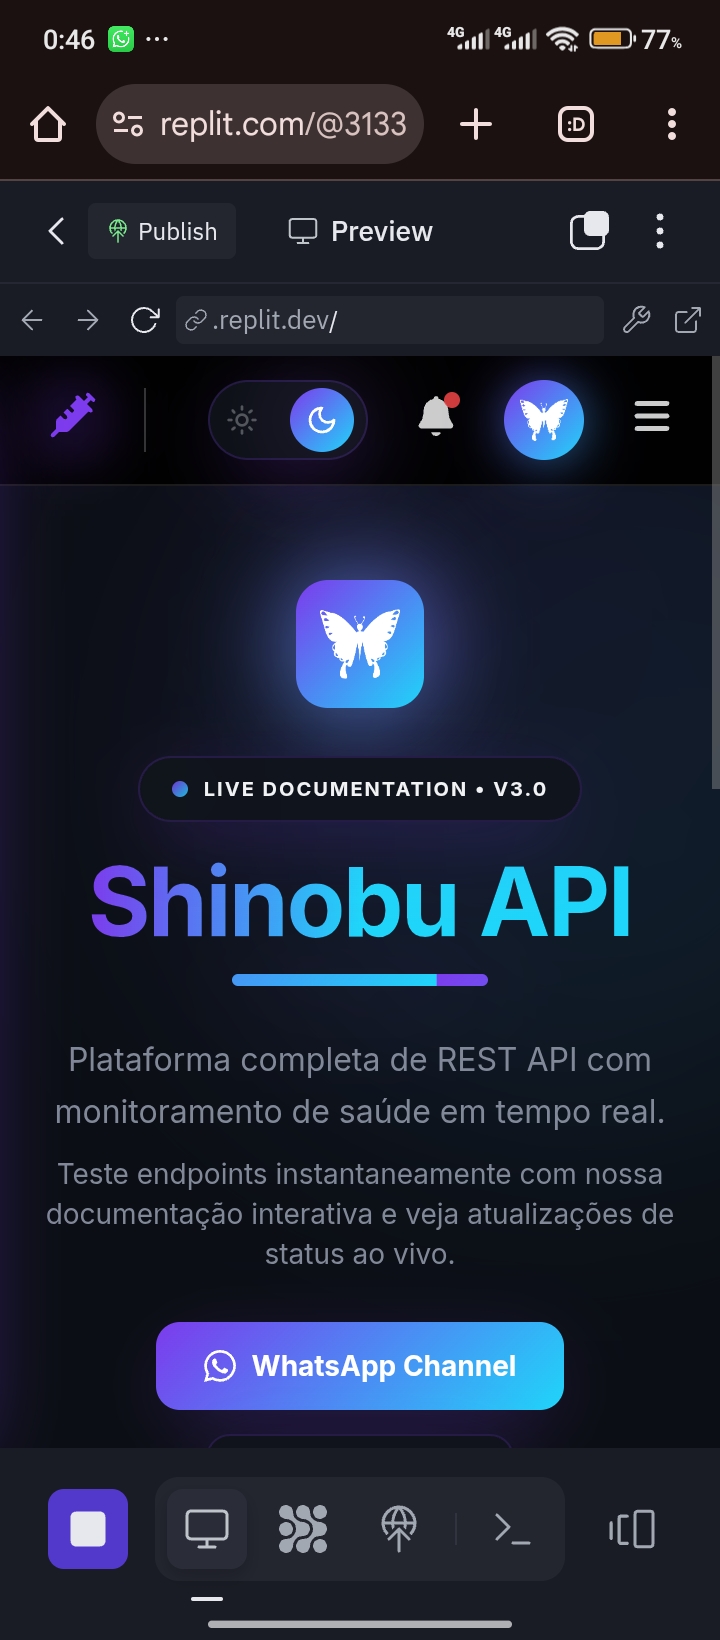 0:46
4G 4G 77%
replit.com/@3133
:D
Publish
Preview
.replit.dev/
LIVE DOCUMENTATION • V3.0
Shinobu API
Plataforma completa de REST API com
monitoramento de saúde em tempo real.
Teste endpoints instantaneamente com nossa
documentação interativa e veja atualizações de
status ao vivo.
WhatsApp Channel